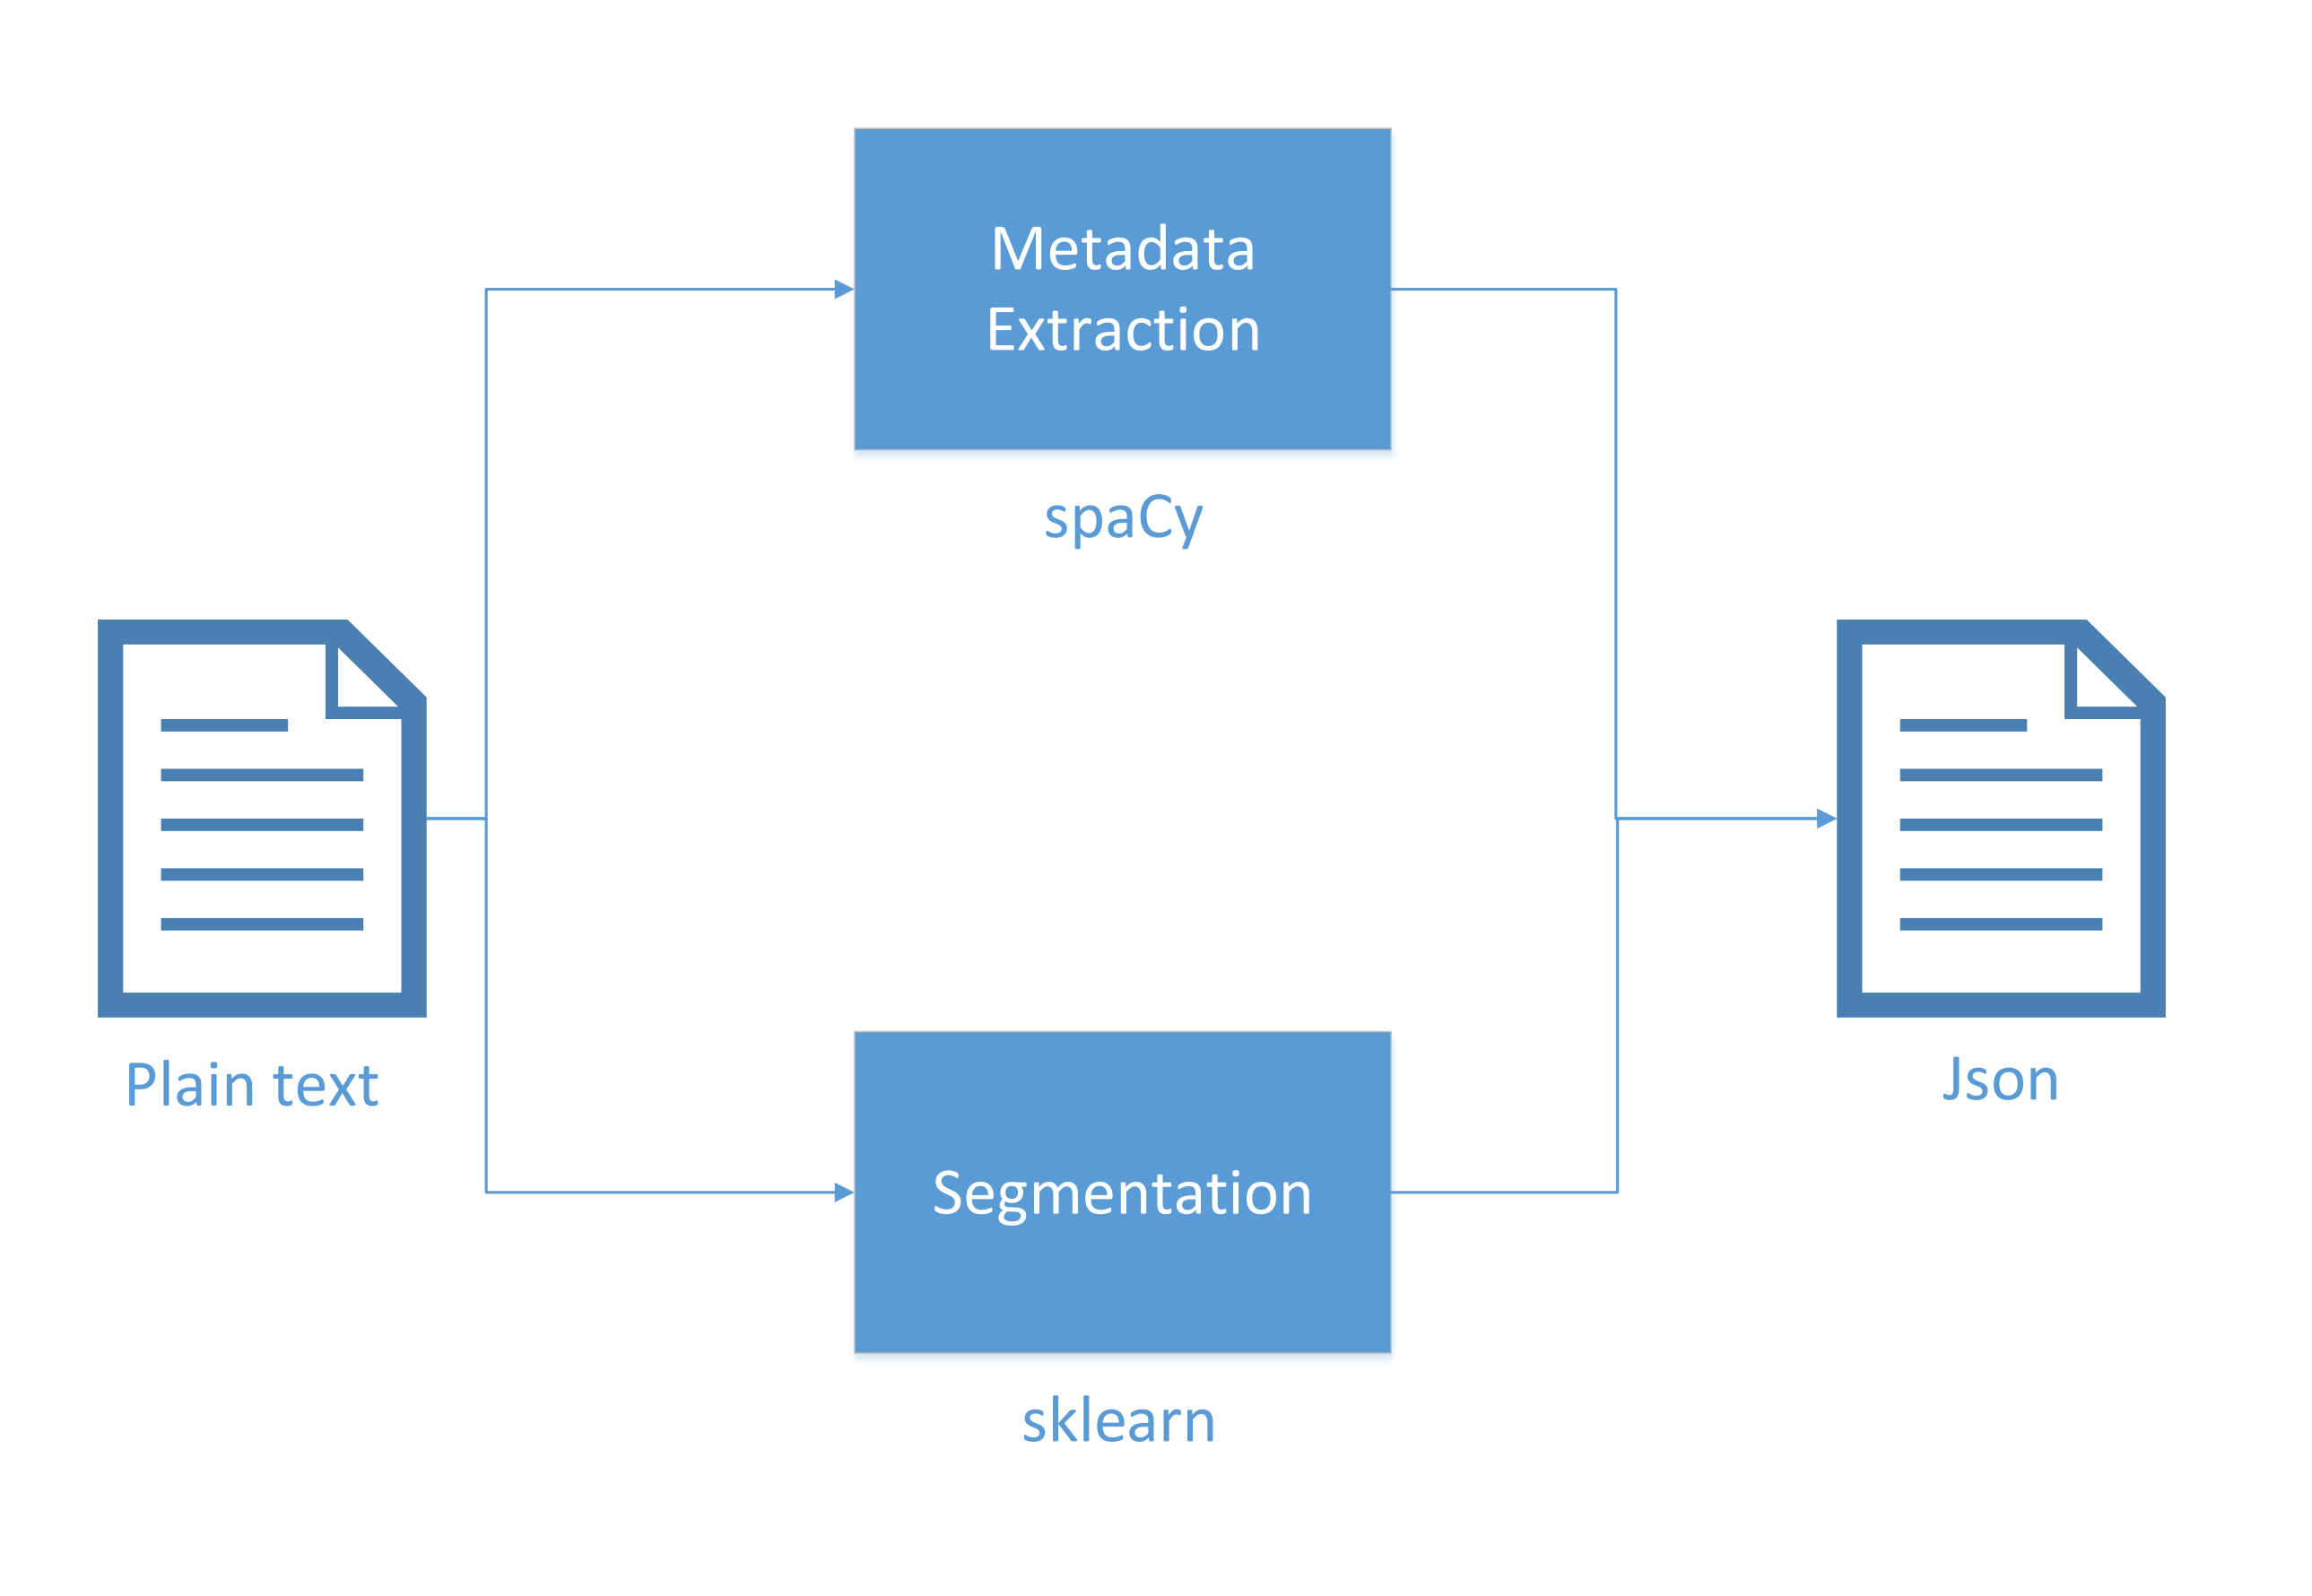 Metadata
Extraction
spaCy
Plain text
Json
Segmentation
sklearn